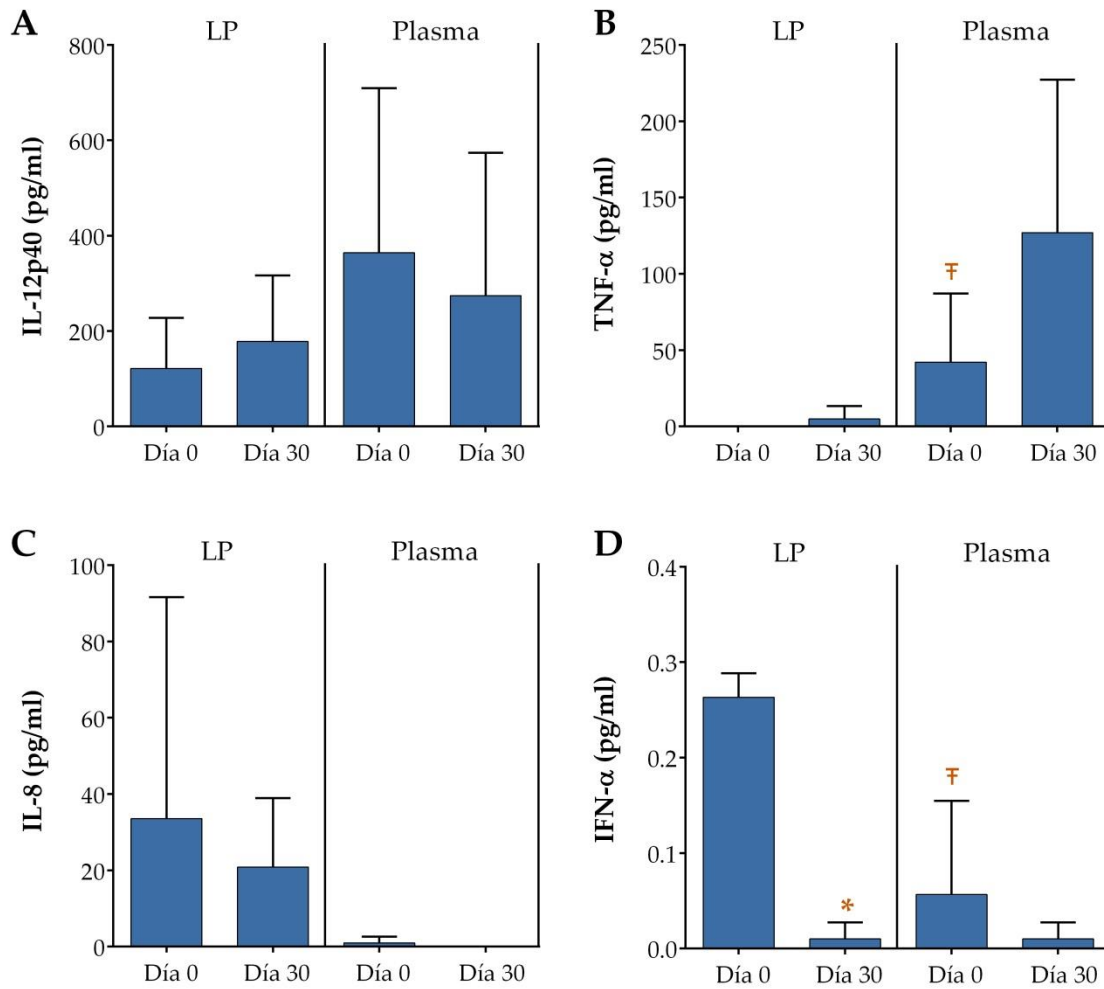 A
LP Plasma
IL-12p40 (pg/ml)
800
600
400
200
0
Día 0 Día 30 Día 0 Día 30
B
LP Plasma
TNF-α (pg/ml)
250
200
150
100
50
0
Ŧ
Día 0 Día 30 Día 0 Día 30
C
LP Plasma
IL-8 (pg/ml)
100
80
60
40
20
0
Día 0 Día 30 Día 0 Día 30
D
LP Plasma
IFN-α (pg/ml)
0.4
0.3
0.2
0.1
0.0
* Ŧ
Día 0 Día 30 Día 0 Día 30